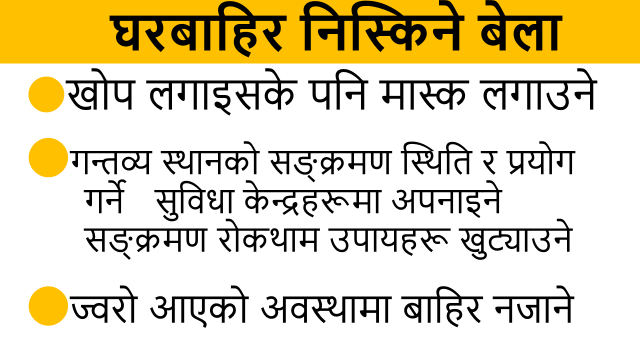 घरबाहिर निस्किने बेला
खोप लगाइसके पनि मास्क लगाउने
गन्तव्य स्थानको सङ्क्रमण स्थिति र प्रयोग
गर्ने सुविधा केन्द्रहरूमा अपनाइने
सङ्क्रमण रोकथाम उपायहरू खुट्याउने
ज्वरो आएको अवस्थामा बाहिर नजाने